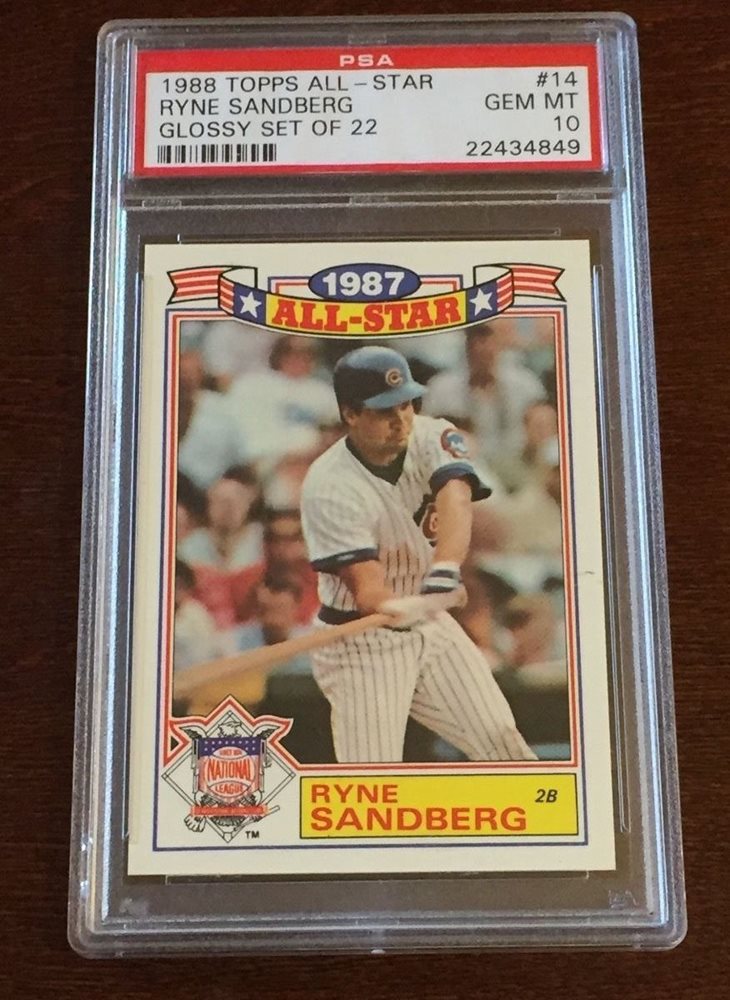 PSA
1988 TOPPS ALL-STAR #14
RYNE SANDBERG GEM MT
GLOSSY SET OF 22 10
22434849
1987
ALL-STAR
C
NATIONAL
LEAGUE
TM
RYNE 2B
SANDBERG